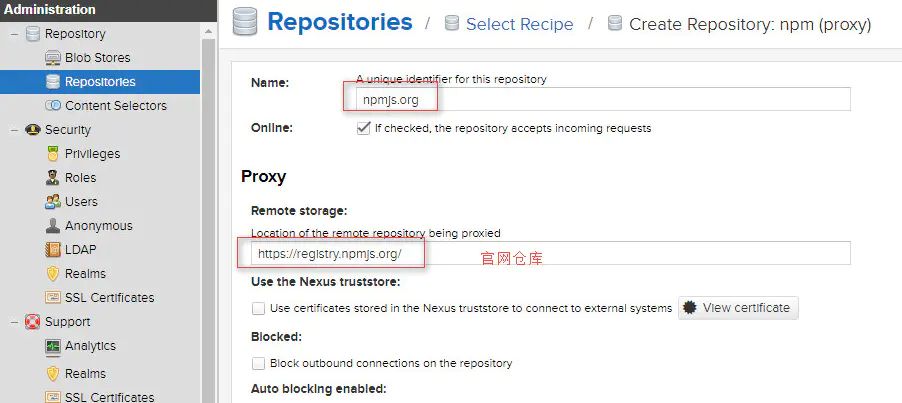 Administration
Repository
Blob Stores
Repositories
Content Selectors
Security
Privileges
Roles
Users
Anonymous
LDAP
Realms
SSL Certificates
Support
Analytics
Realms
SSL Certificates
Repositories / Select Recipe / Create Repository: npm (proxy)
Name: A unique identifier for this repository
npmjs.org
Online: If checked, the repository accepts incoming requests
Proxy
Remote storage:
Location of the remote repository being proxied
https://registry.npmjs.org/ 官网仓库
Use the Nexus truststore:
Use certificates stored in the Nexus truststore to connect to external systems View certificate
Blocked:
Block outbound connections on the repository
Auto blocking enabled: